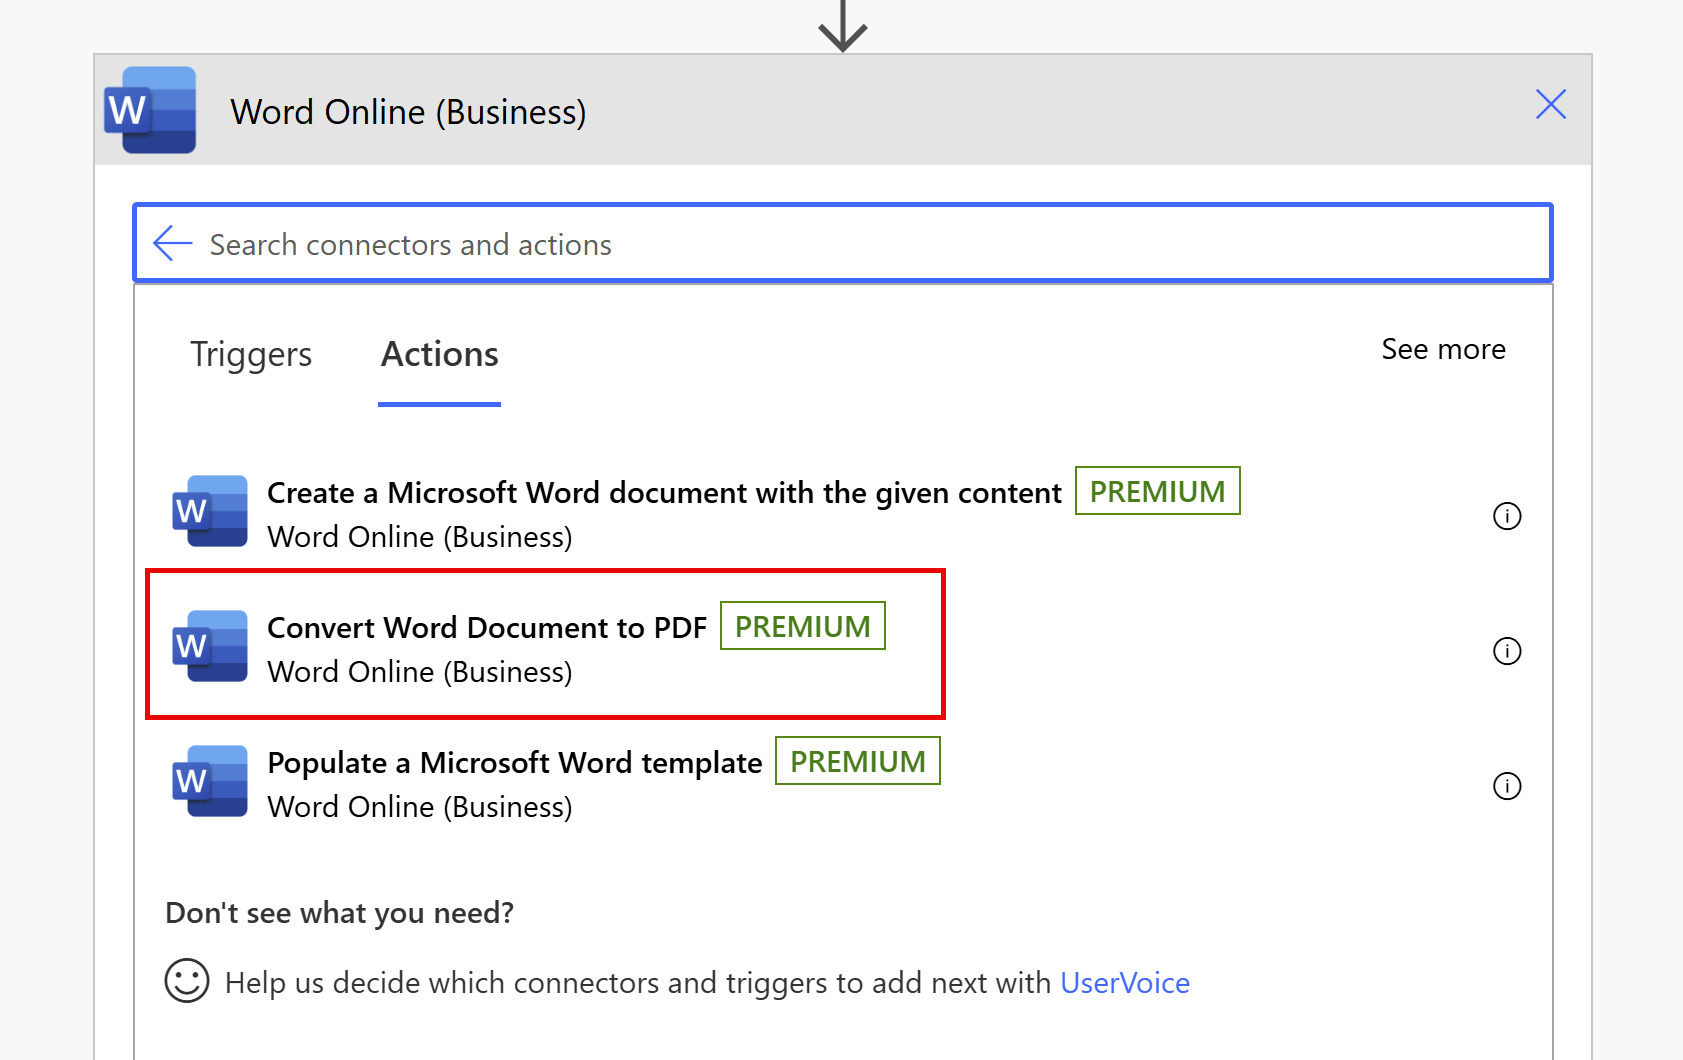 W Word Online (Business)
Search connectors and actions
Triggers Actions See more
W Create a Microsoft Word document with the given content PREMIUM
Word Online (Business)
W Convert Word Document to PDF PREMIUM
Word Online (Business)
W Populate a Microsoft Word template PREMIUM
Word Online (Business)
Don't see what you need?
Help us decide which connectors and triggers to add next with UserVoice